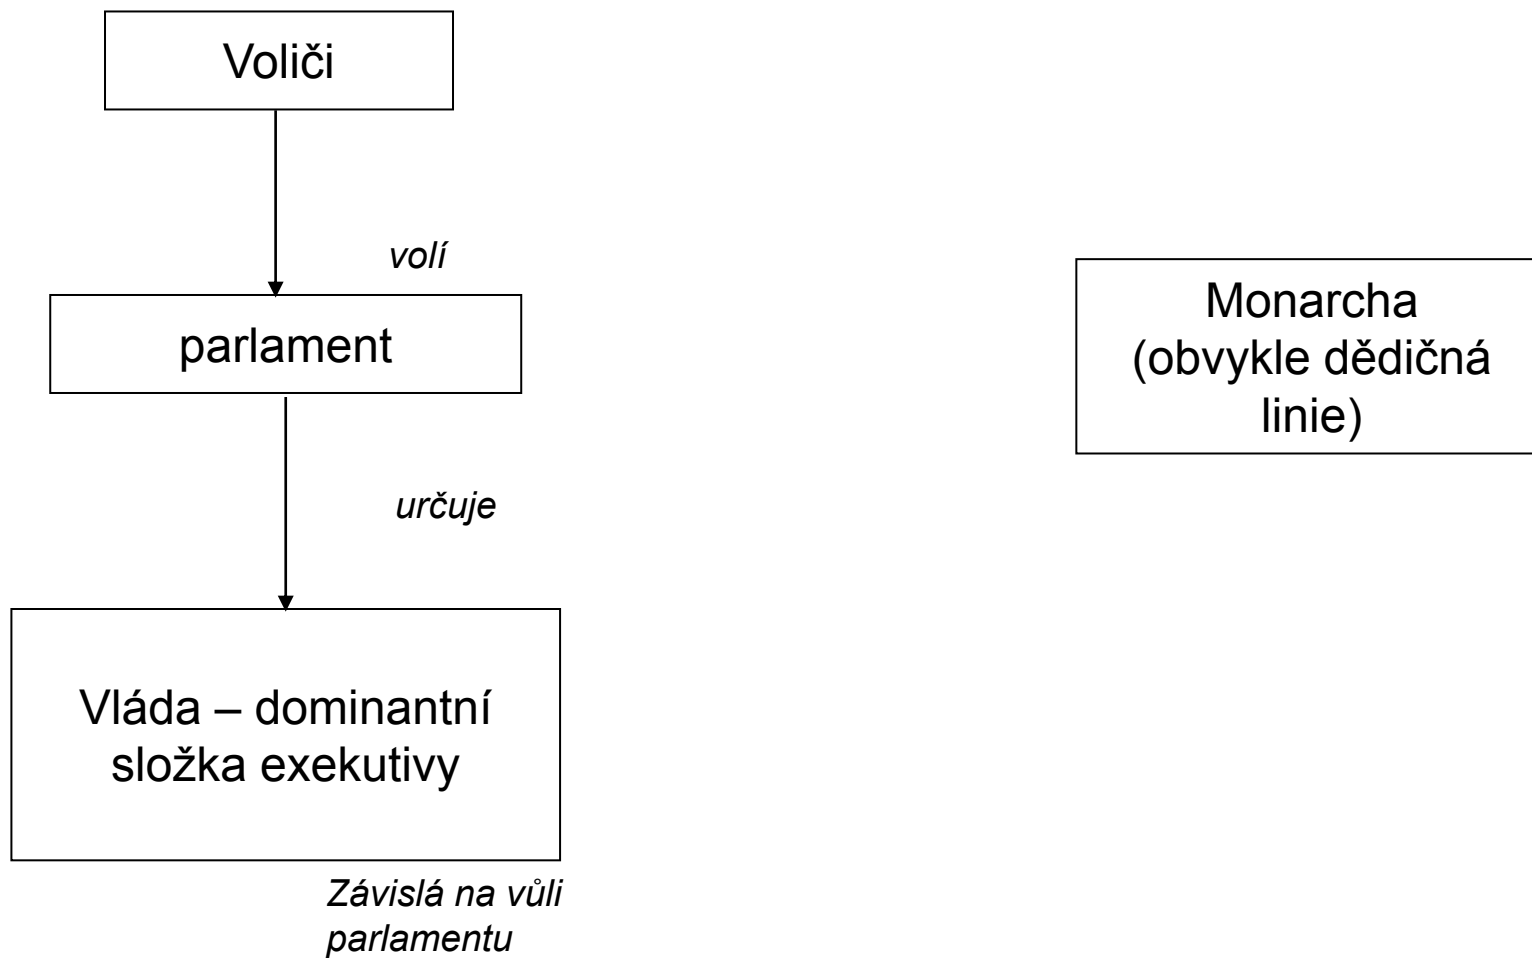 Voliči
volí
parlament
Monarcha
(obvykle dědičná
linie)
určuje
Vláda – dominantní
složka exekutivy
Závislá na vůli
parlamentu